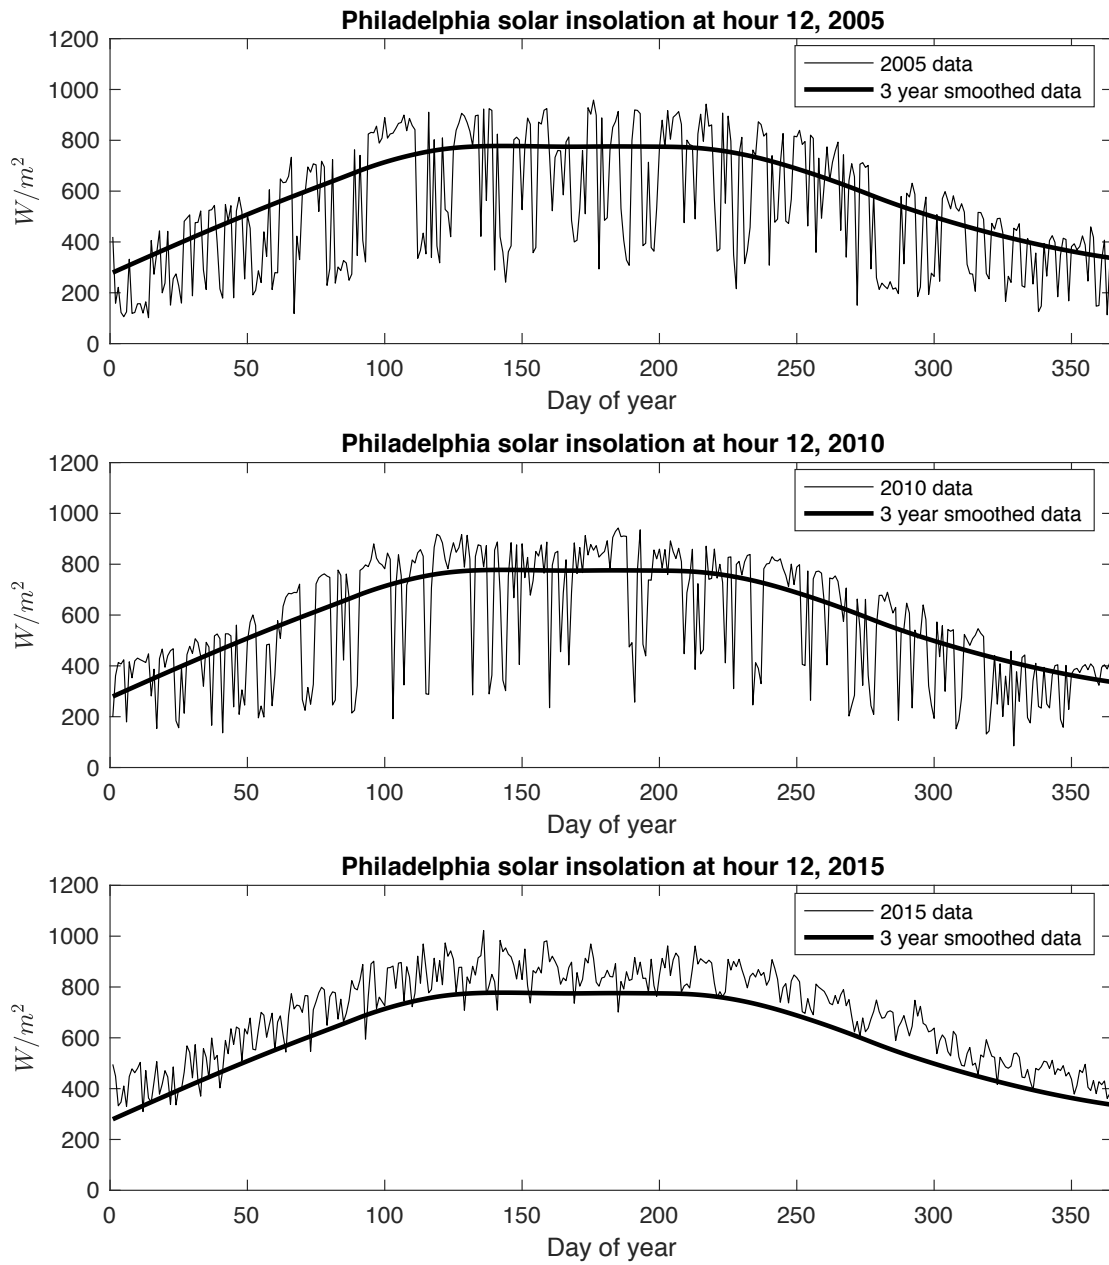 Philadelphia solar insolation at hour 12, 2005
1200
1000
800
600
400
200
0
W/m²
2005 data
3 year smoothed data
0 50 100 150 200 250 300 350
Day of year
Philadelphia solar insolation at hour 12, 2010
1200
1000
800
600
400
200
0
W/m²
2010 data
3 year smoothed data
0 50 100 150 200 250 300 350
Day of year
Philadelphia solar insolation at hour 12, 2015
1200
1000
800
600
400
200
0
W/m²
2015 data
3 year smoothed data
0 50 100 150 200 250 300 350
Day of year